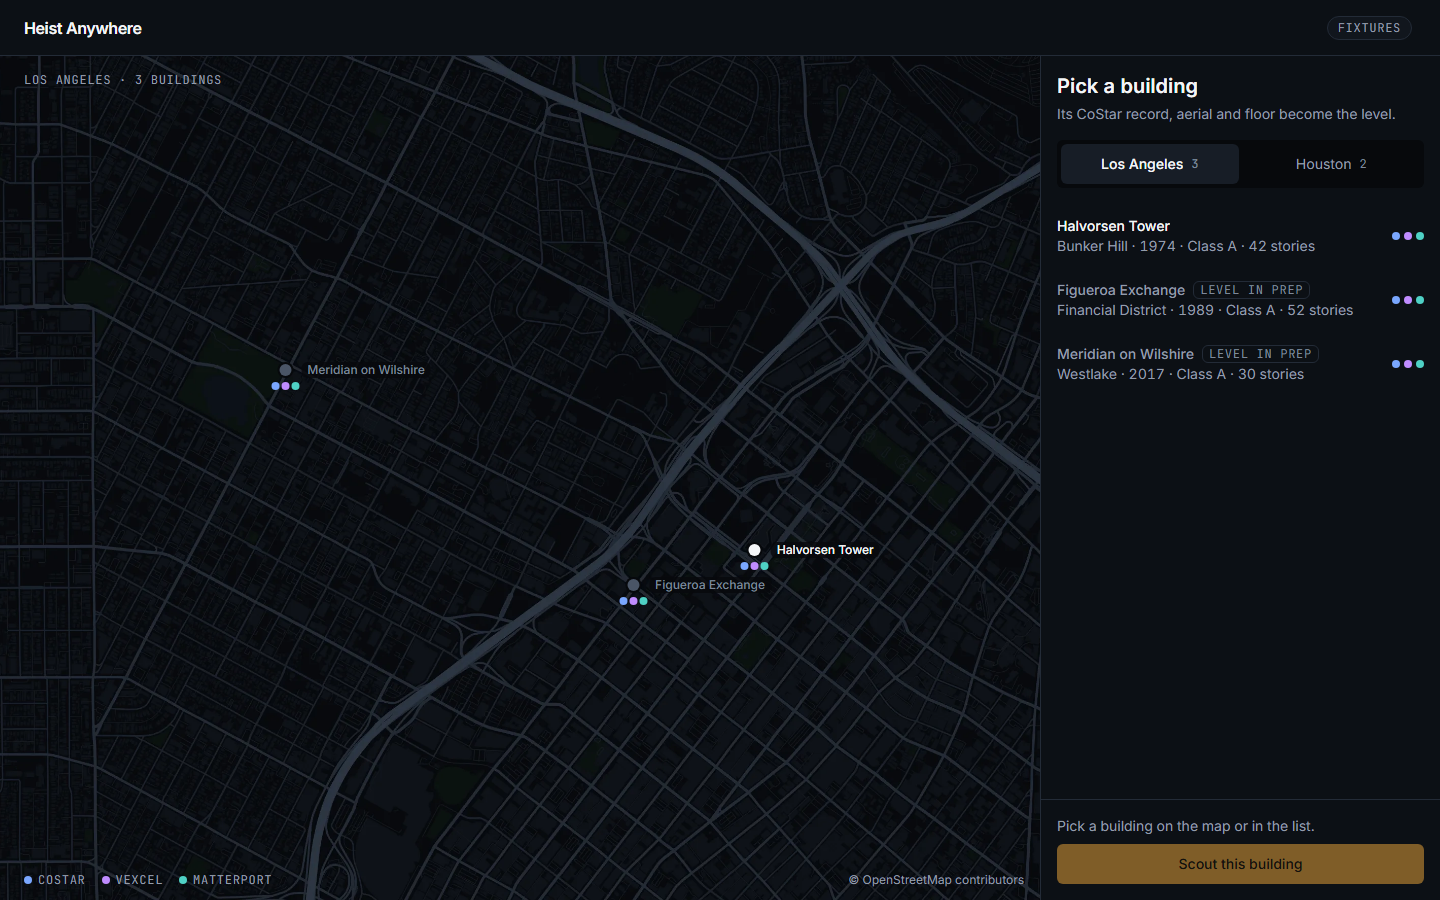 Heist Anywhere
FIXTURES
LOS ANGELES · 3 BUILDINGS
Meridian on Wilshire
Halvorsen Tower
Figueroa Exchange
COSTAR
VEXCEL
MATTERPORT
© OpenStreetMap contributors
Pick a building
Its CoStar record, aerial and floor become the level.
Los Angeles 3
Houston 2
Halvorsen Tower
Bunker Hill · 1974 · Class A · 42 stories
Figueroa Exchange LEVEL IN PREP
Financial District · 1989 · Class A · 52 stories
Meridian on Wilshire LEVEL IN PREP
Westlake · 2017 · Class A · 30 stories
Pick a building on the map or in the list.
Scout this building